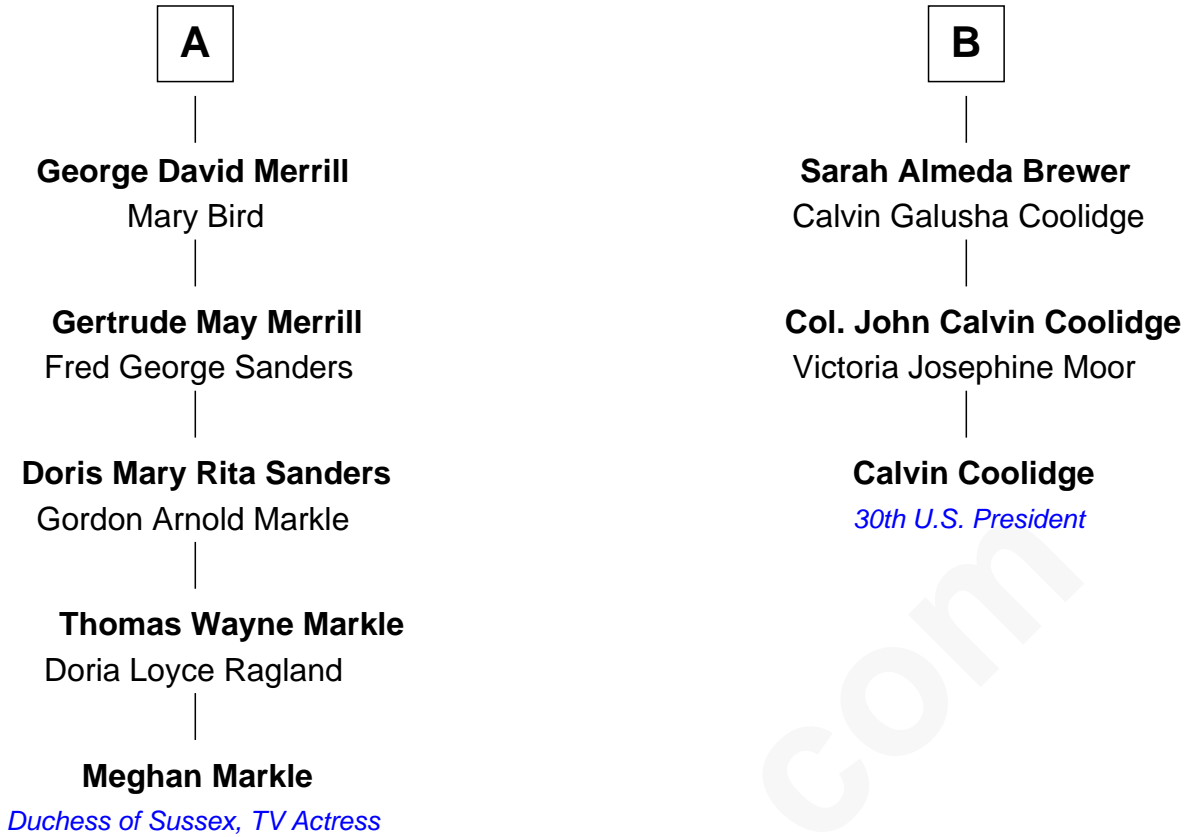 A
George David Merrill
Mary Bird
Gertrude May Merrill
Fred George Sanders
Doris Mary Rita Sanders
Gordon Arnold Markle
Thomas Wayne Markle
Doria Loyce Ragland
Meghan Markle
Duchess of Sussex, TV Actress
B
Sarah Almeda Brewer
Calvin Galusha Coolidge
Col. John Calvin Coolidge
Victoria Josephine Moor
Calvin Coolidge
30th U.S. President
com